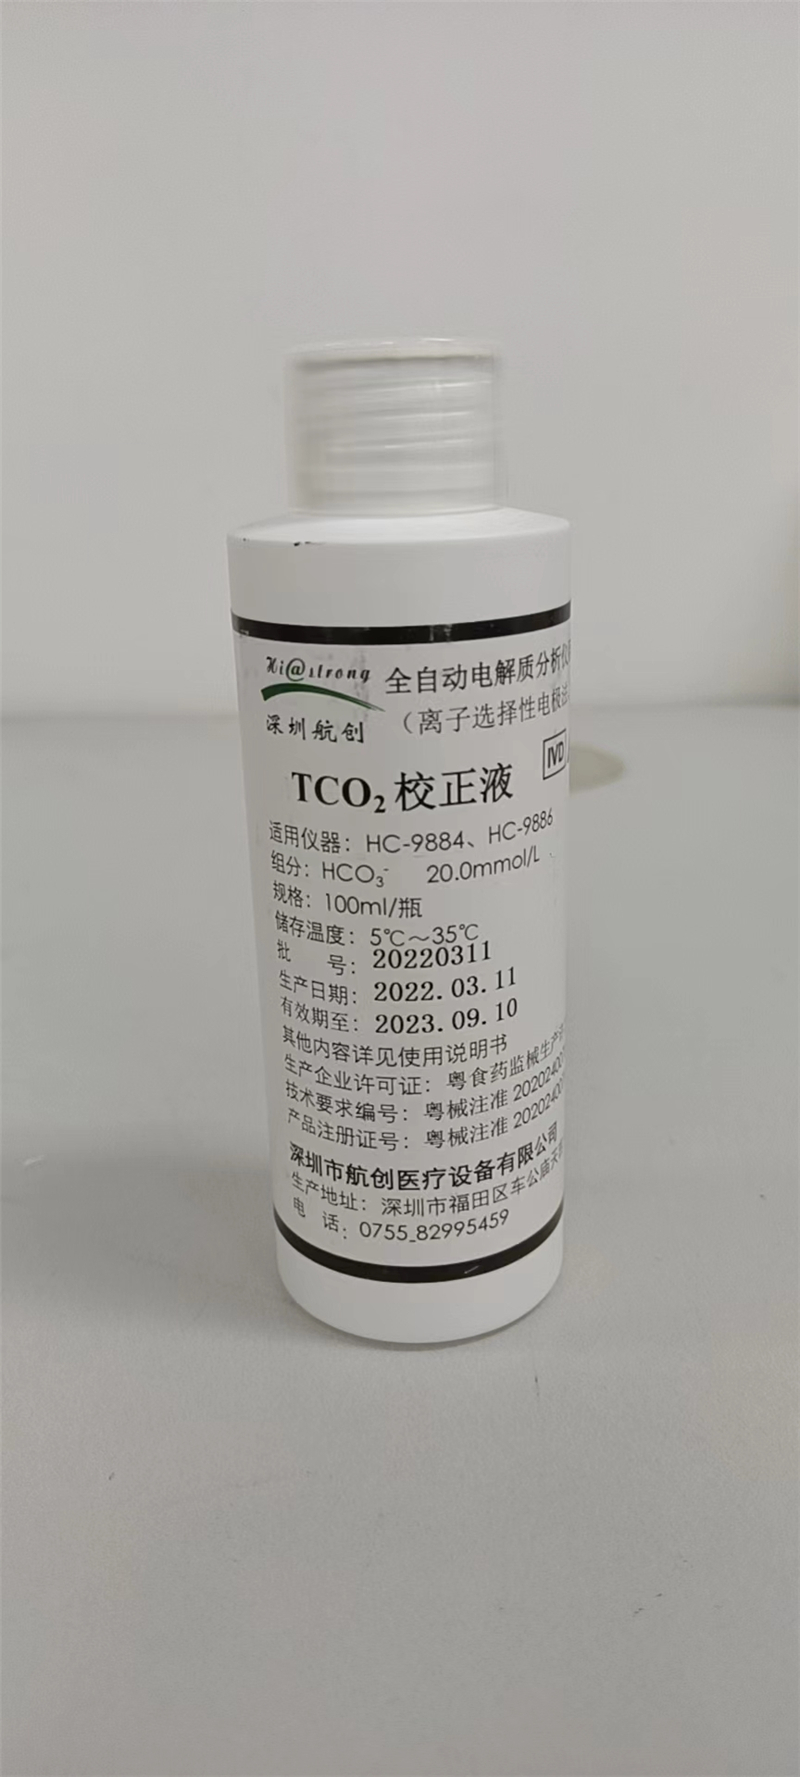 Hi@strong
深圳航创
全自动电解质分析仪
（离子选择性电极法
IVD
TCO₂ 校正液
适用仪器：HC-9884、HC-9886
组分：HCO₃⁻ 20.0mmol/L
规格：100ml/瓶
储存温度：5℃～35℃
批 号：20220311
生产日期：2022.03.11
有效期至：2023.09.10
其他内容详见使用说明书
生产企业许可证：粤食药监械生产
技术要求编号：粤械注准 20202400
产品注册证号：粤械注准 20202400
深圳市航创医疗设备有限公司
生产地址：深圳市福田区车公庙天
电 话：0755_82995459